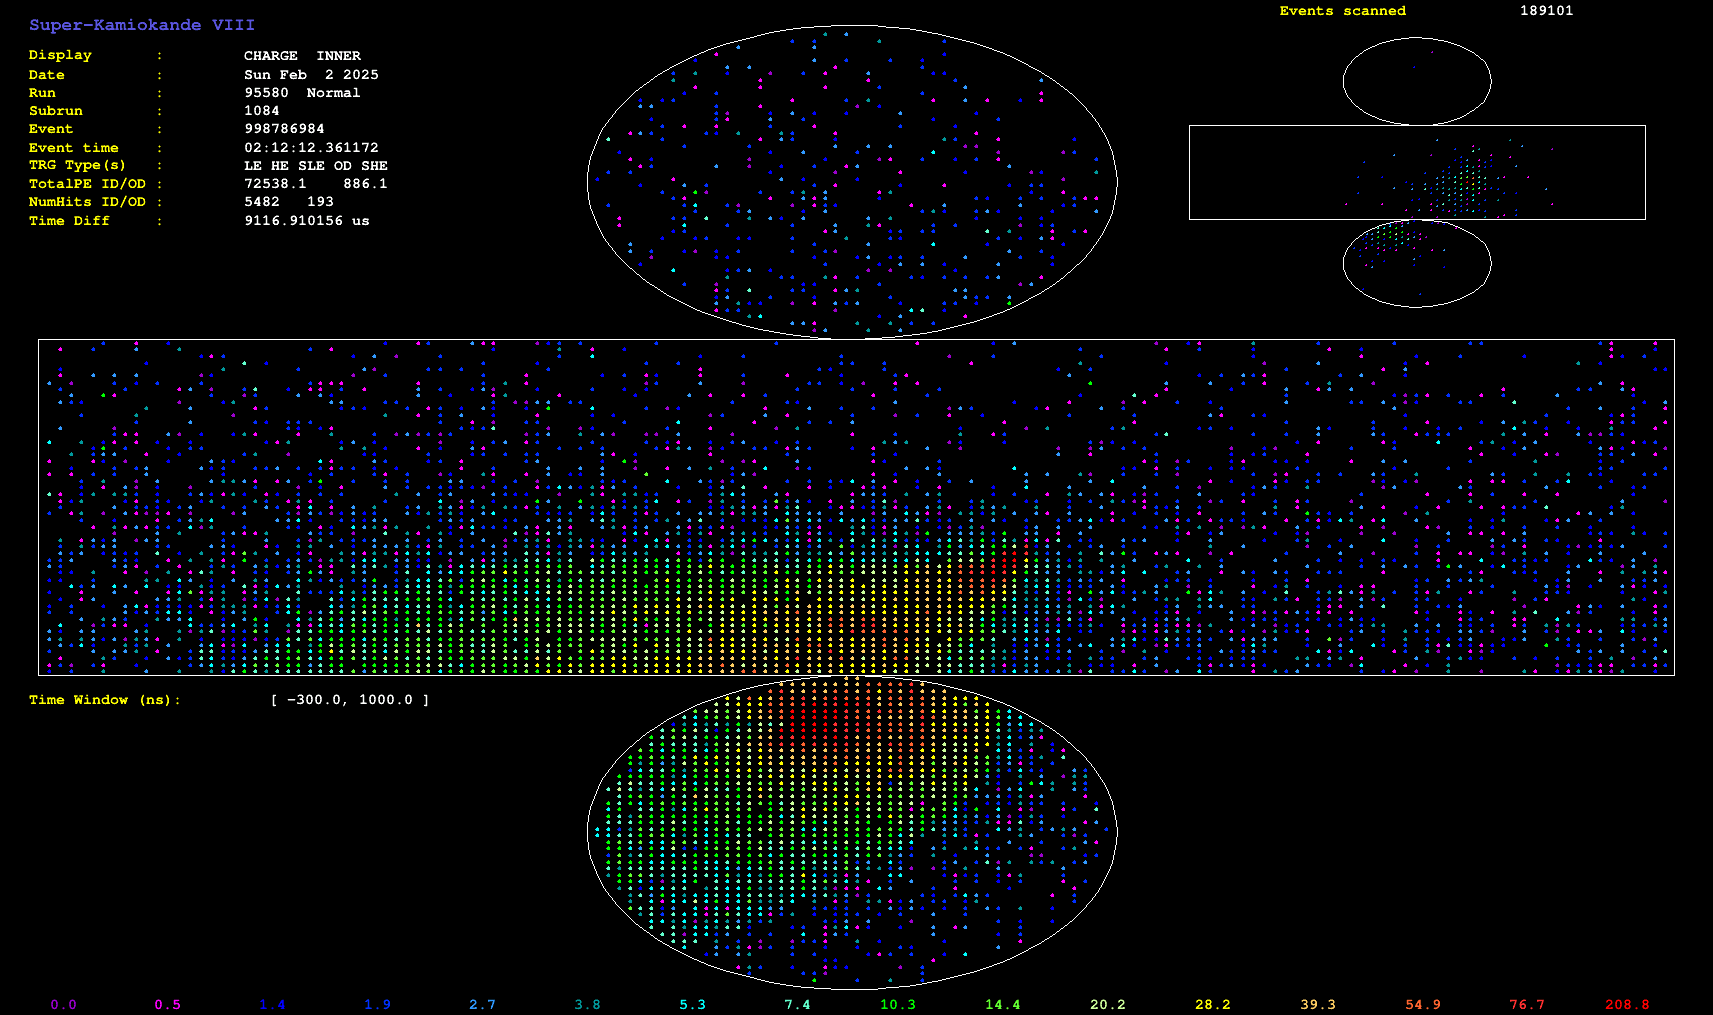 Super-Kamiokande VIII
Events scanned 189101
Display : CHARGE INNER
Date : Sun Feb 2 2025
Run : 95580 Normal
Subrun : 1084
Event : 998786984
Event time : 02:12:12.361172
TRG Type(s) : LE HE SLE OD SHE
TotalPE ID/OD : 72538.1 886.1
NumHits ID/OD : 5482 193
Time Diff : 9116.910156 us
Time Window (ns): [ -300.0, 1000.0 ]
0.0 0.5 1.4 1.9 2.7 3.8 5.3 7.4 10.3 14.4 20.2 28.2 39.3 54.9 76.7 208.8